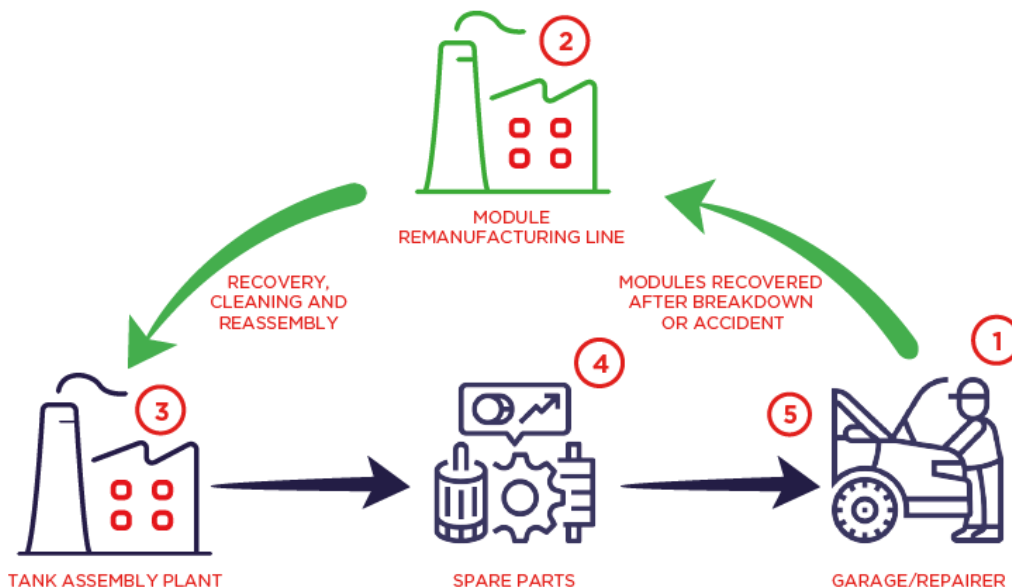 2
MODULE
REMANUFACTURING LINE
RECOVERY,
CLEANING AND
REASSEMBLY
MODULES RECOVERED
AFTER BREAKDOWN
OR ACCIDENT
1
3
4
5
TANK ASSEMBLY PLANT
SPARE PARTS
GARAGE/REPAIRER